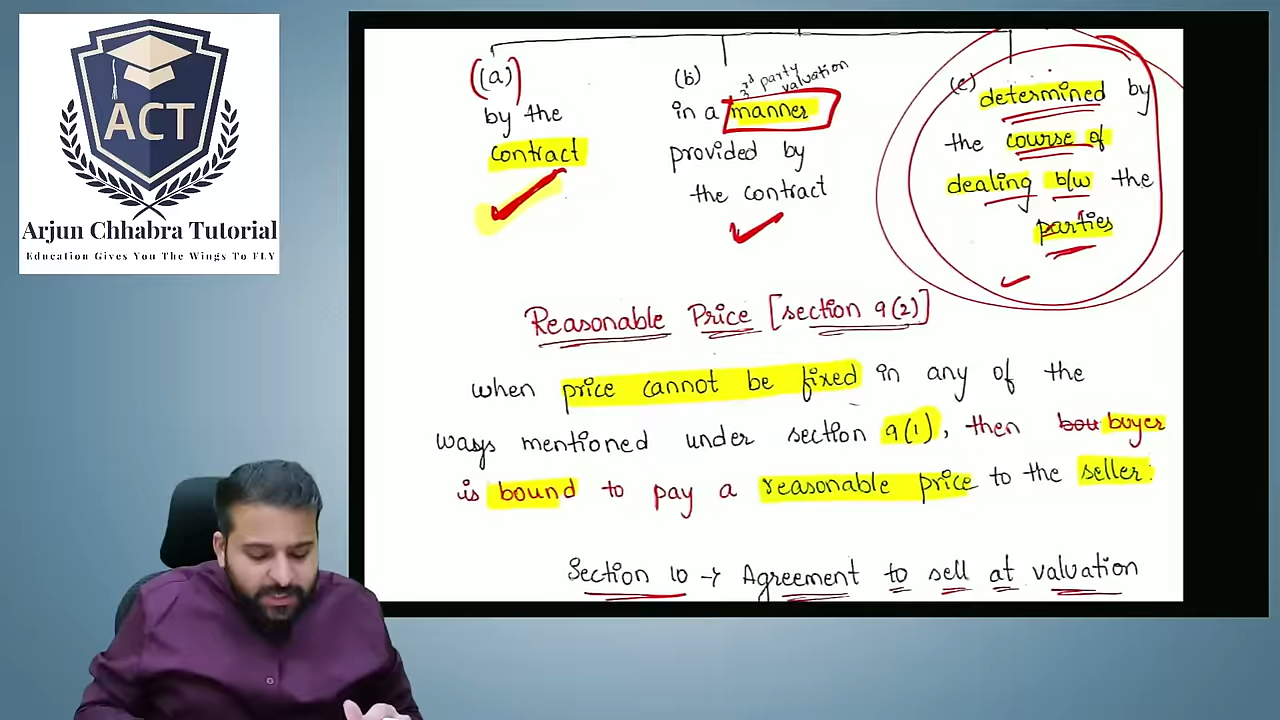 ACT
Arjun Chhabra Tutorial
Education Gives You The Wings To FLY
(a)
by the
contract
(b)
3rd party
valuation
in a manner
provided by
the contract
(c) determined by
the course of
dealing b/w the
parties
Reasonable Price [section 9(2)]
when price cannot be fixed in any of the
ways mentioned under section 9(1), then bou buyer
is bound to pay a reasonable price to the seller.
Section 10 → Agreement to sell at valuation